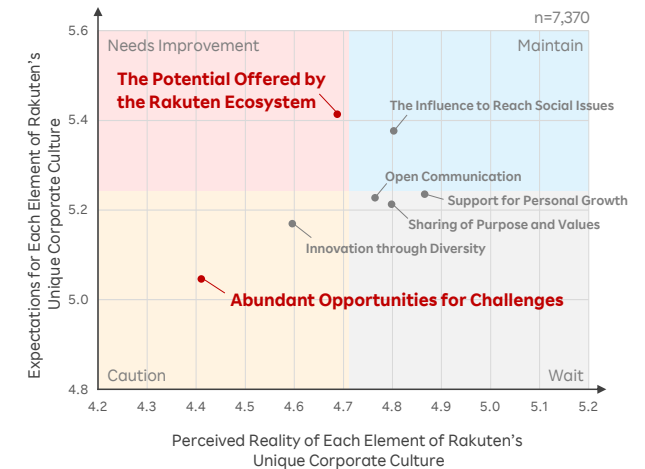 n=7,370
5.6
5.4
5.2
5.0
4.8
Expectations for Each Element of Rakuten's
Unique Corporate Culture
Needs Improvement
Maintain
The Potential Offered by
the Rakuten Ecosystem
The Influence to Reach Social Issues
Open Communication
Support for Personal Growth
Sharing of Purpose and Values
Innovation through Diversity
Abundant Opportunities for Challenges
Caution
Wait
4.2 4.3 4.4 4.5 4.6 4.7 4.8 4.9 5.0 5.1 5.2
Perceived Reality of Each Element of Rakuten's
Unique Corporate Culture